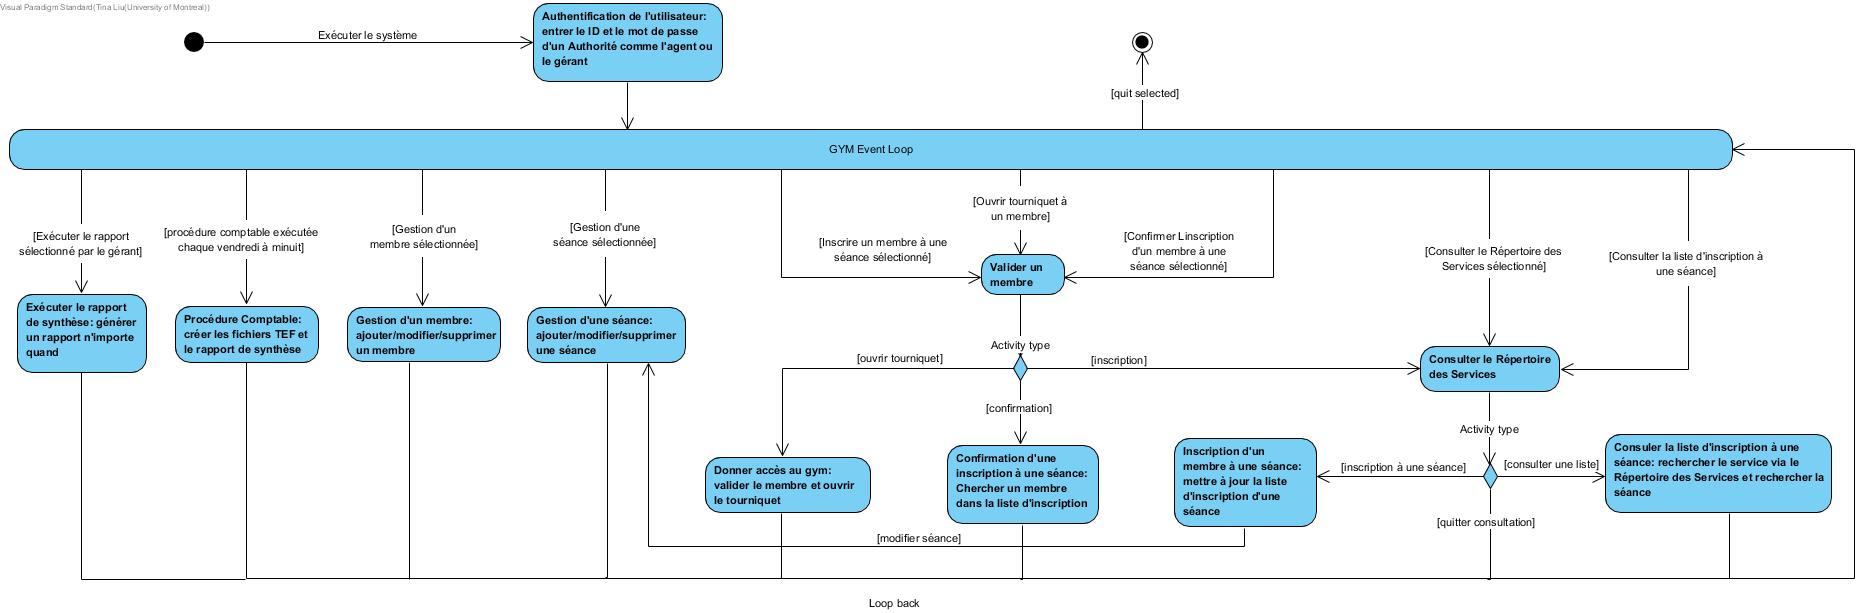 Visual Paradigm Standard(Tina Liu(University of Montreal))
Exécuter le système
Authentification de l'utilisateur:
entrer le ID et le mot de passe
d'un Authorité comme l'agent ou
le gérant
[quit selected]
GYM Event Loop
[Exécuter le rapport
sélectionné par le gérant]
[procédure comptable exécutée
chaque vendredi à minuit]
[Gestion d'un
membre sélectionnée]
[Gestion d'une
séance sélectionnée]
[Inscrire un membre à une
séance sélectionné]
[Ouvrir tourniquet à
un membre]
[Confirmer Linscription
d'un membre à une
séance sélectionné]
[Consulter le Répertoire des
Services sélectionné]
[Consulter la liste d'inscription à
une séance]
Valider un
membre
Exécuter le rapport
de synthèse: générer
un rapport n'importe
quand
Procédure Comptable:
créer les fichiers TEF et
le rapport de synthèse
Gestion d'un membre:
ajouter/modifier/supprimer
un membre
Gestion d'une séance:
ajouter/modifier/supprimer
une séance
Activity type
[ouvrir tourniquet]
[inscription]
[confirmation]
Consulter le Répertoire
des Services
Activity type
Donner accès au gym:
valider le membre et ouvrir
le tourniquet
Confirmation d'une
inscription à une séance:
Chercher un membre
dans la liste d'inscription
Inscription d'un
membre à une séance:
mettre à jour la liste
d'inscription d'une
séance
[inscription à une séance]
[consulter une liste]
Consuler la liste d'inscription à une
séance: rechercher le service via le
Répertoire des Services et rechercher la
séance
[quitter consultation]
[modifier séance]
Loop back